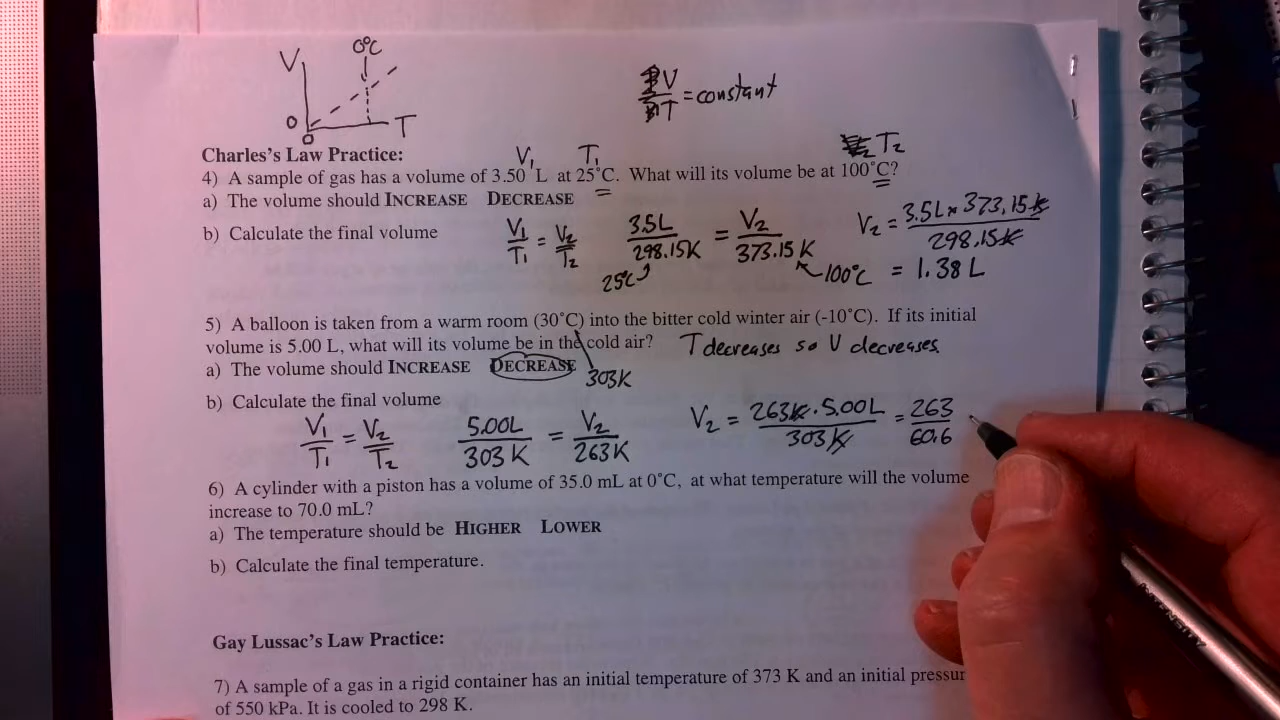 V 0°C
0 T
0
V/T = constant
Charles's Law Practice:
V₁ T₁ T₂
4) A sample of gas has a volume of 3.50 L at 25˚C. What will its volume be at 100˚C?
a) The volume should INCREASE DECREASE
b) Calculate the final volume
V₁/T₁ = V₂/T₂ 3.5L/298.15K = V₂/373.15 K V₂ = 3.5L × 373.15K/298.15K
25°C 100°C = 1.38 L
5) A balloon is taken from a warm room (30˚C) into the bitter cold winter air (-10˚C). If its initial
volume is 5.00 L, what will its volume be in the cold air? T decreases so V decreases.
a) The volume should INCREASE DECREASE 303K
b) Calculate the final volume
V₁/T₁ = V₂/T₂ 5.00L/303 K = V₂/263K V₂ = 263K · 5.00L/303K = 263/60.6
6) A cylinder with a piston has a volume of 35.0 mL at 0˚C, at what temperature will the volume
increase to 70.0 mL?
a) The temperature should be HIGHER LOWER
b) Calculate the final temperature.
Gay Lussac's Law Practice:
7) A sample of a gas in a rigid container has an initial temperature of 373 K and an initial pressur
of 550 kPa. It is cooled to 298 K.